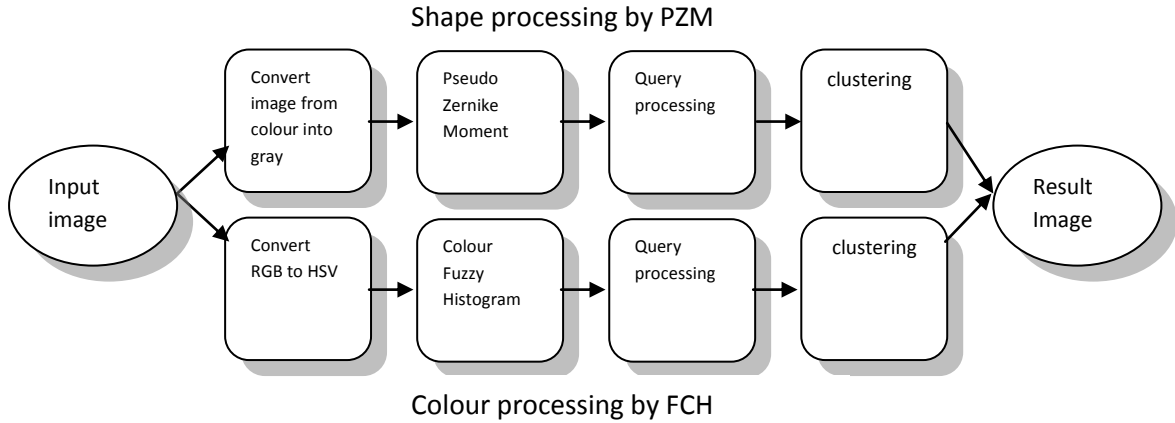 Shape processing by PZM
Input
image
Convert
image from
colour into
gray
Pseudo
Zernike
Moment
Query
processing
clustering
Convert
RGB to HSV
Colour
Fuzzy
Histogram
Query
processing
clustering
Result
Image
Colour processing by FCH